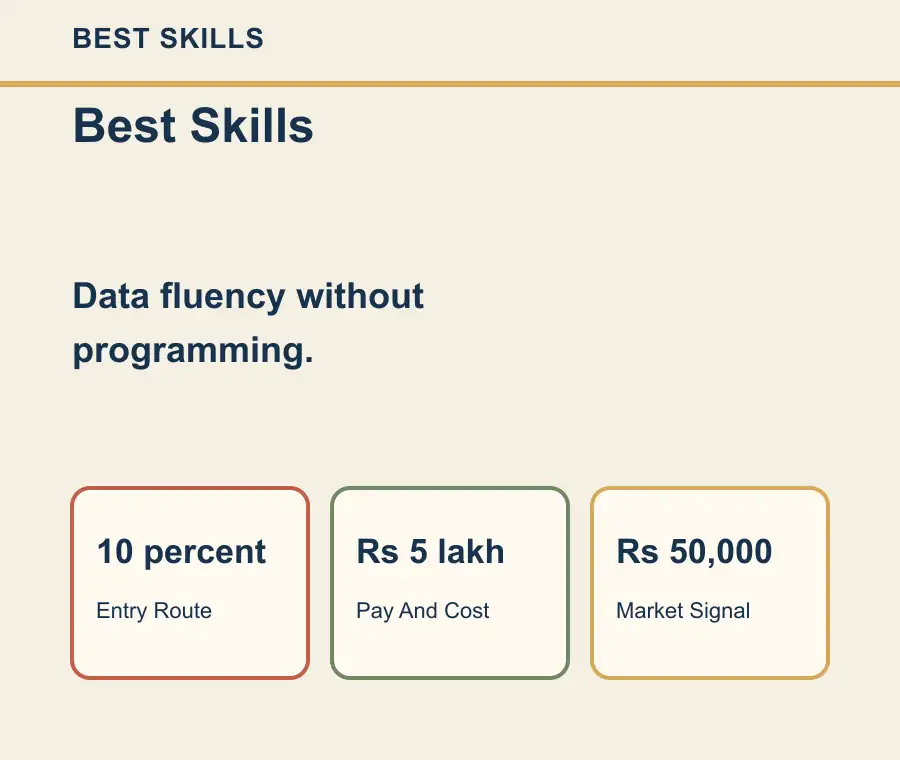 BEST SKILLS
Best Skills
Data fluency without
programming.
10 percent
Entry Route
Rs 5 lakh
Pay And Cost
Rs 50,000
Market Signal